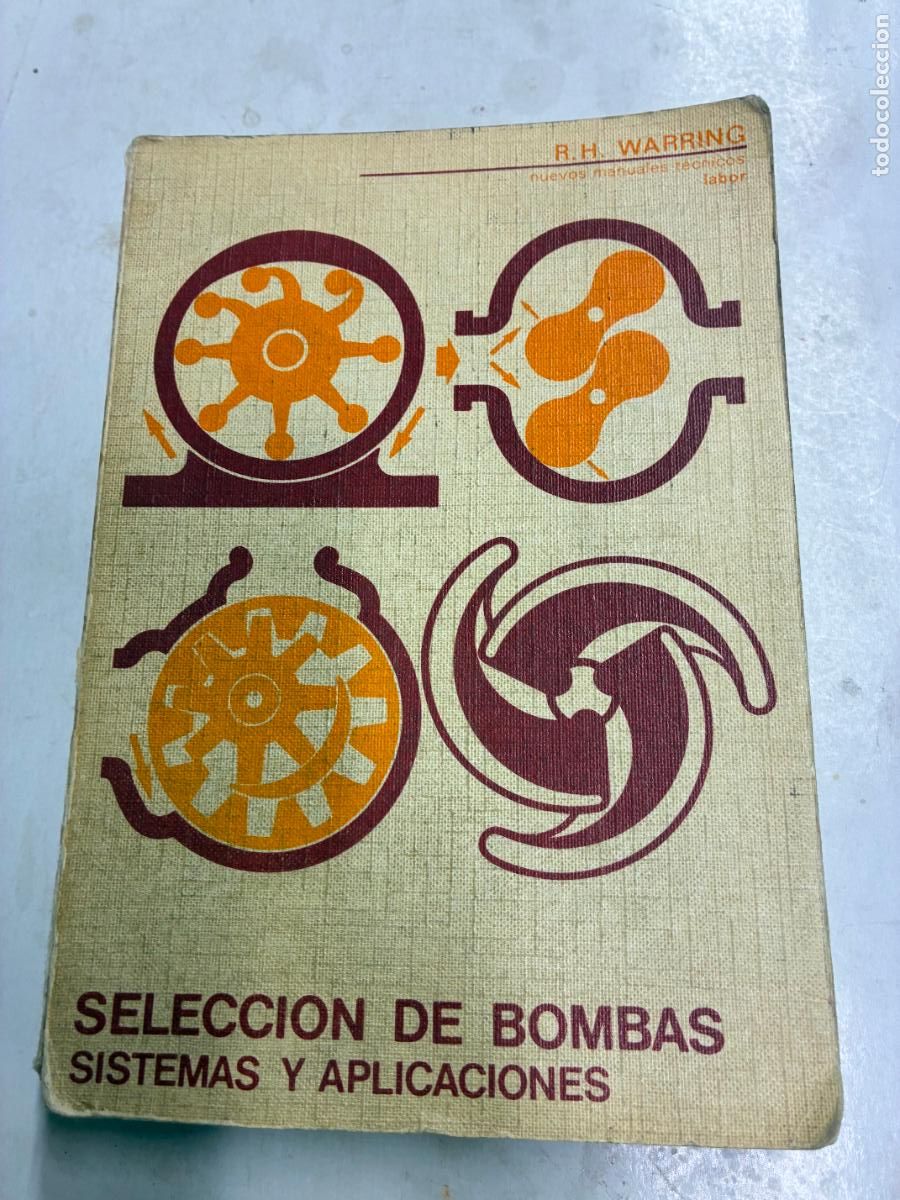 R.H. WARRING
nuevos manuales técnicos
labor
SELECCION DE BOMBAS
SISTEMAS Y APLICACIONES
todocoleccion